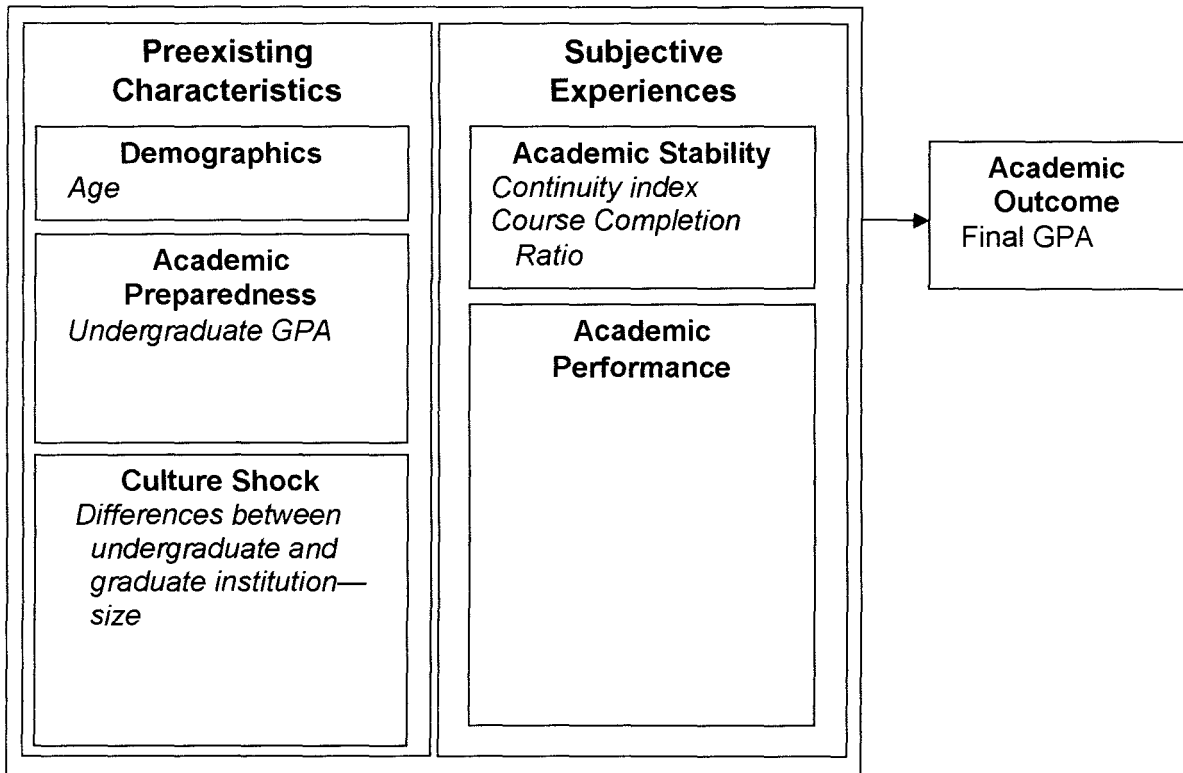 Preexisting
Characteristics
Demographics
Age
Academic
Preparedness
Undergraduate GPA
Culture Shock
Differences between
undergraduate and
graduate institution—
size
Subjective
Experiences
Academic Stability
Continuity index
Course Completion
Ratio
Academic
Performance
Academic
Outcome
Final GPA